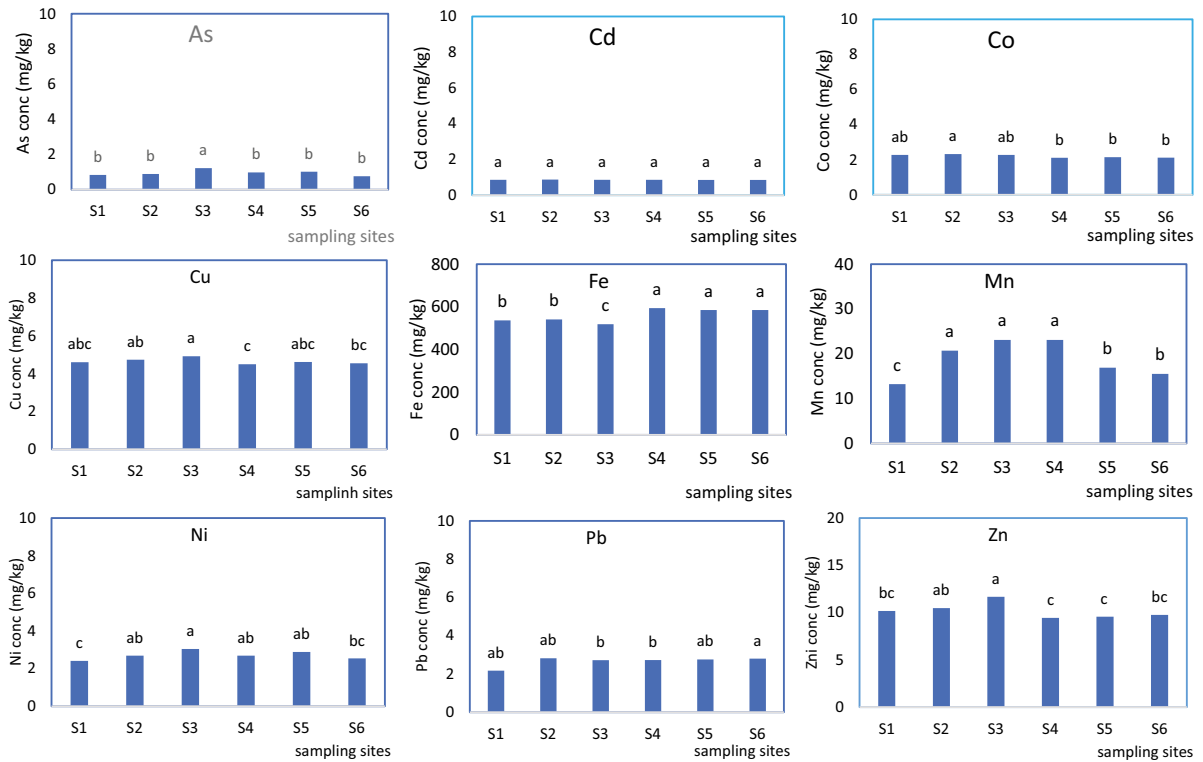 As
As conc (mg/kg)
10
8
6
4
2
0
b b a b b b
S1 S2 S3 S4 S5 S6
sampling sites
Cd
Cd conc (mg/kg)
10
8
6
4
2
0
a a a a a a
S1 S2 S3 S4 S5 S6
sampling sites
Co
Co conc (mg/kg)
10
8
6
4
2
0
ab a ab b b b
S1 S2 S3 S4 S5 S6
sampling sites
Cu
Cu conc (mg/kg)
10
8
6
4
2
0
abc ab a c abc bc
S1 S2 S3 S4 S5 S6
samplinh sites
Fe
Fe conc (mg/kg)
800
600
400
200
0
b b c a a a
S1 S2 S3 S4 S5 S6
sampling sites
Mn
Mn conc (mg/kg)
40
30
20
10
0
c a a a b b
S1 S2 S3 S4 S5 S6
sampling sites
Ni
Ni conc (mg/kg)
10
8
6
4
2
0
c ab a ab ab bc
S1 S2 S3 S4 S5 S6
sampling sites
Pb
Pb conc (mg/kg)
10
8
6
4
2
0
ab ab b b ab a
S1 S2 S3 S4 S5 S6
sampling sites
Zn
Zni conc (mg/kg)
20
15
10
5
0
bc ab a c c bc
S1 S2 S3 S4 S5 S6
sampling sites